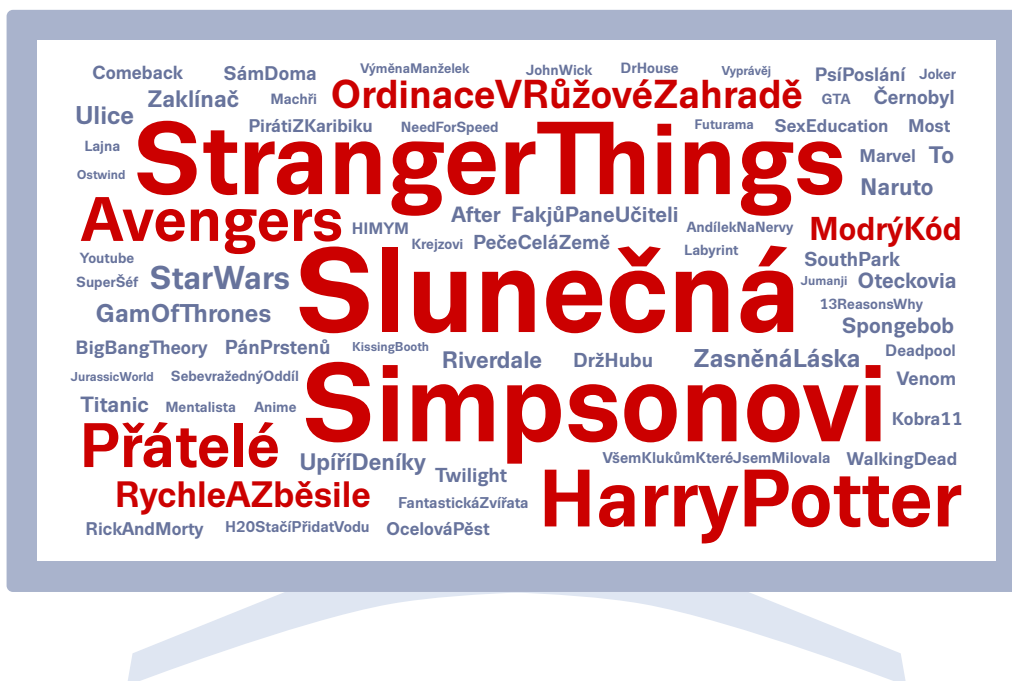 Comeback SámDoma VýměnaManželek JohnWick DrHouse Vyprávěj PsíPoslání Joker
Zaklínač Machři OrdinaceVRůžovéZahradě GTA Černobyl
Ulice PirátiZKaribiku NeedForSpeed Futurama SexEducation Most
Lajna StrangerThings Marvel To
Ostwind Naruto
Avengers HIMYM After FakjůPaneUčiteli AndílekNaNervy ModrýKód
Krejzovi PečeCeláZemě Labyrint
Youtube SouthPark
SuperŠéf StarWars Slunečná Jumanji Oteckovia
GamOfThrones 13ReasonsWhy
Spongebob
BigBangTheory PánPrstenů KissingBooth Riverdale DržHubu ZasněnáLáska Deadpool
JurassicWorld SebevražednýOddíl Venom
Titanic Mentalista Anime Simpsonovi Kobra11
Přátelé UpíříDeníky VšemKlukůmKteréJsemMilovala WalkingDead
Twilight
RychleAZběsile FantastickáZvířata HarryPotter
RickAndMorty H20StačíPřidatVodu OcelováPěst